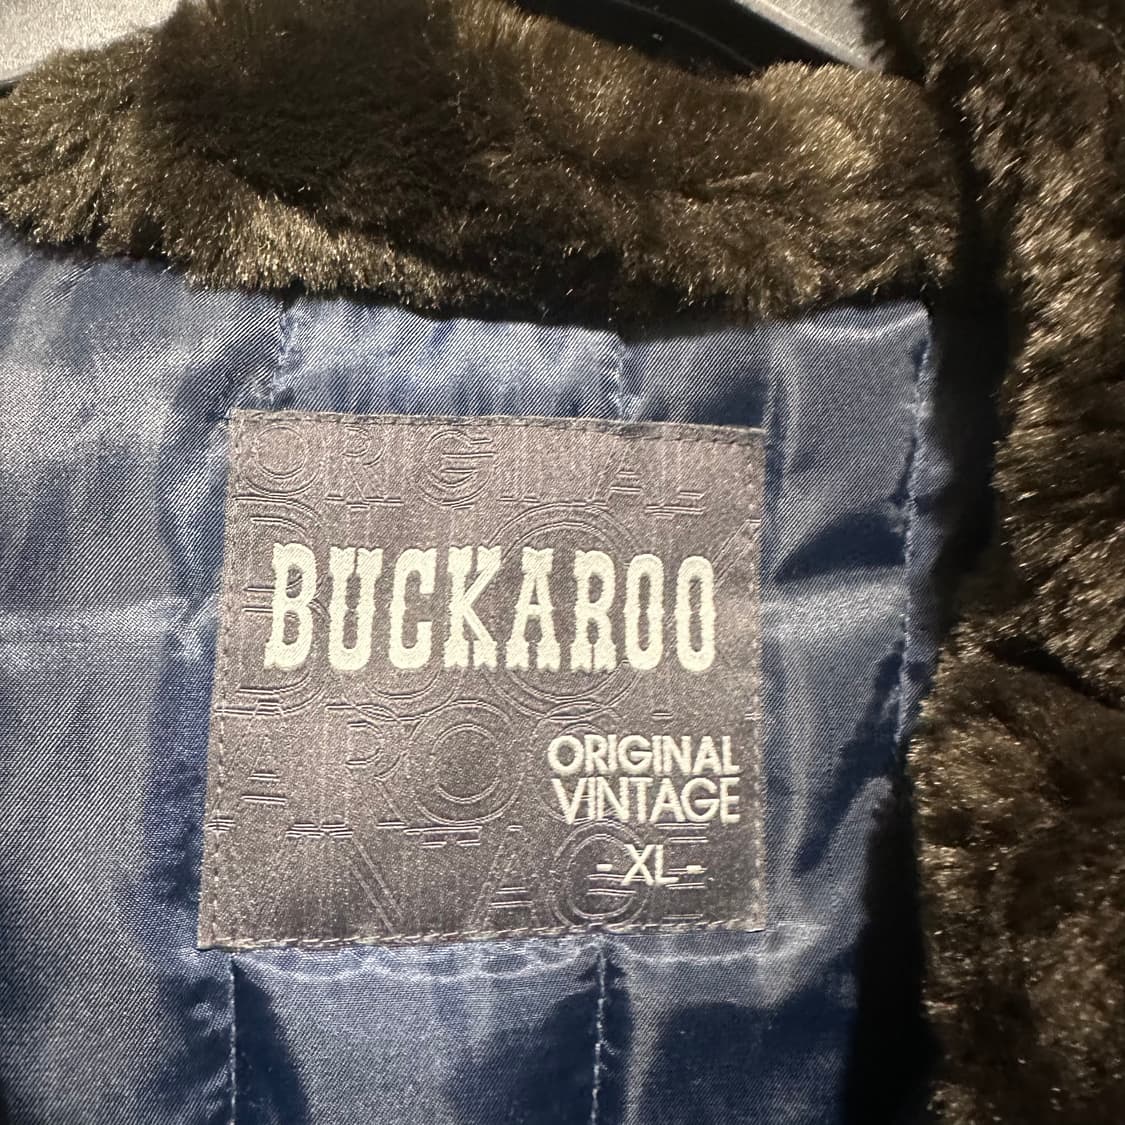 BUCKAROO
ORIGINAL
VINTAGE
- XL -